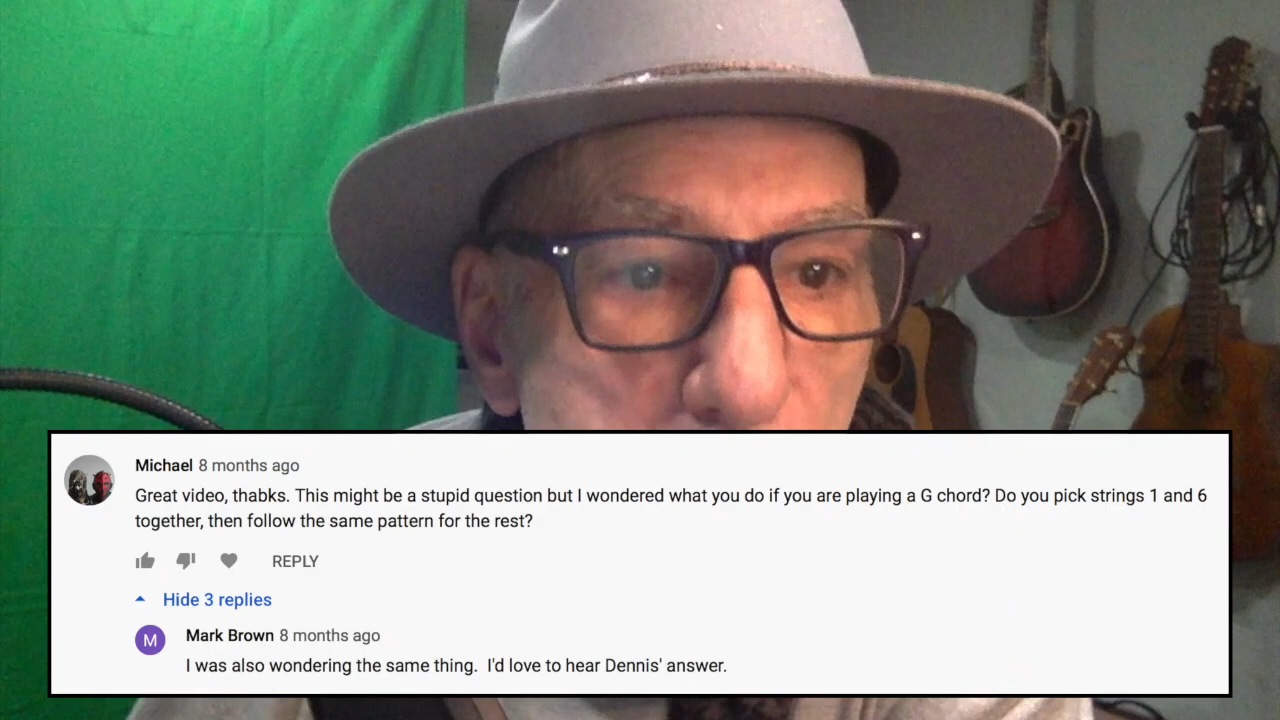 Michael 8 months ago
Great video, thabks. This might be a stupid question but I wondered what you do if you are playing a G chord? Do you pick strings 1 and 6
together, then follow the same pattern for the rest?
REPLY
Hide 3 replies
M
Mark Brown 8 months ago
I was also wondering the same thing.  I'd love to hear Dennis' answer.